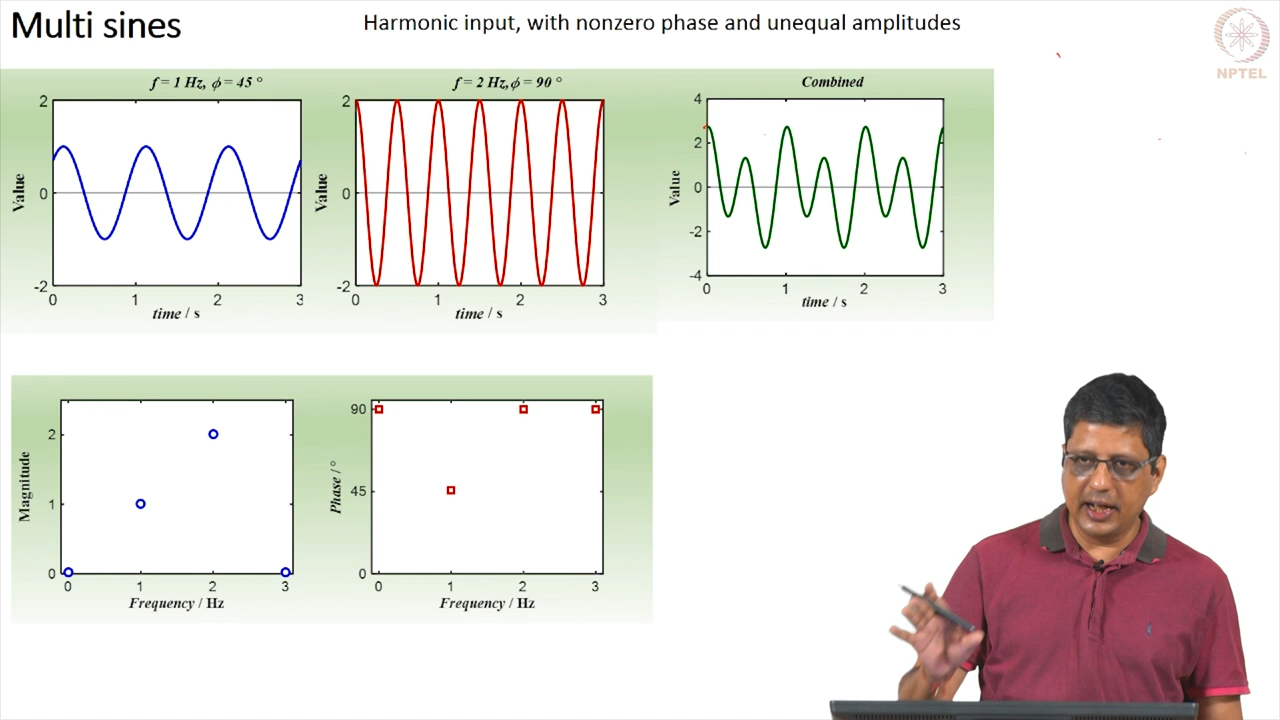 Multi sines
Harmonic input, with nonzero phase and unequal amplitudes
NPTEL
f = 1 Hz, ϕ = 45 °
2
0
-2
Value
0 1 2 3
time / s
f = 2 Hz,ϕ = 90 °
2
0
-2
Value
0 1 2 3
time / s
Combined
4
2
0
-2
-4
Value
0 1 2 3
time / s
2
1
0
Magnitude
0 1 2 3
Frequency / Hz
90
45
0
Phase / °
0 1 2 3
Frequency / Hz